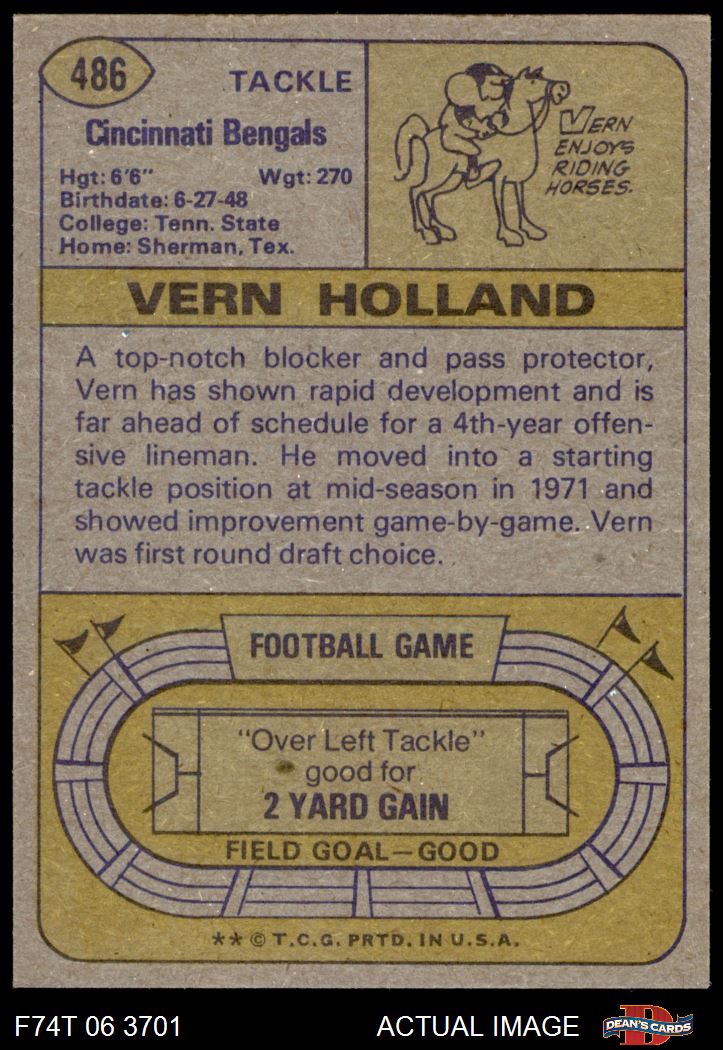 486
TACKLE
Cincinnati Bengals
Hgt: 6'6" Wgt: 270
Birthdate: 6-27-48
College: Tenn. State
Home: Sherman, Tex.
VERN
ENJOYS
RIDING
HORSES.
VERN HOLLAND
A top-notch blocker and pass protector,
Vern has shown rapid development and is
far ahead of schedule for a 4th-year offen-
sive lineman. He moved into a starting
tackle position at mid-season in 1971 and
showed improvement game-by-game. Vern
was first round draft choice.
FOOTBALL GAME
"Over Left Tackle"
good for
2 YARD GAIN
FIELD GOAL—GOOD
** © T.C.G. PRTD. IN U.S.A.
F74T 06 3701 ACTUAL IMAGE
D
DEAN'S CARDS